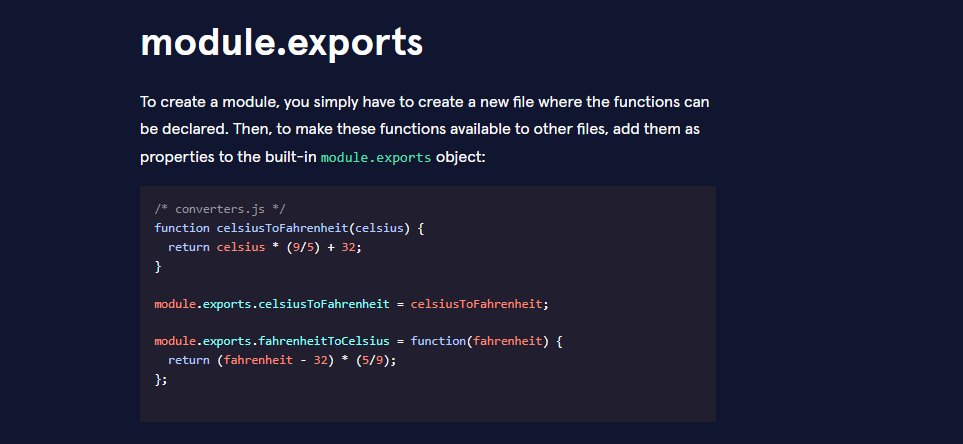 module.exports
To create a module, you simply have to create a new file where the functions can
be declared. Then, to make these functions available to other files, add them as
properties to the built-in module.exports object:
/* converters.js */
function celsiusToFahrenheit(celsius) {
  return celsius * (9/5) + 32;
}
module.exports.celsiusToFahrenheit = celsiusToFahrenheit;
module.exports.fahrenheitToCelsius = function(fahrenheit) {
  return (fahrenheit - 32) * (5/9);
};